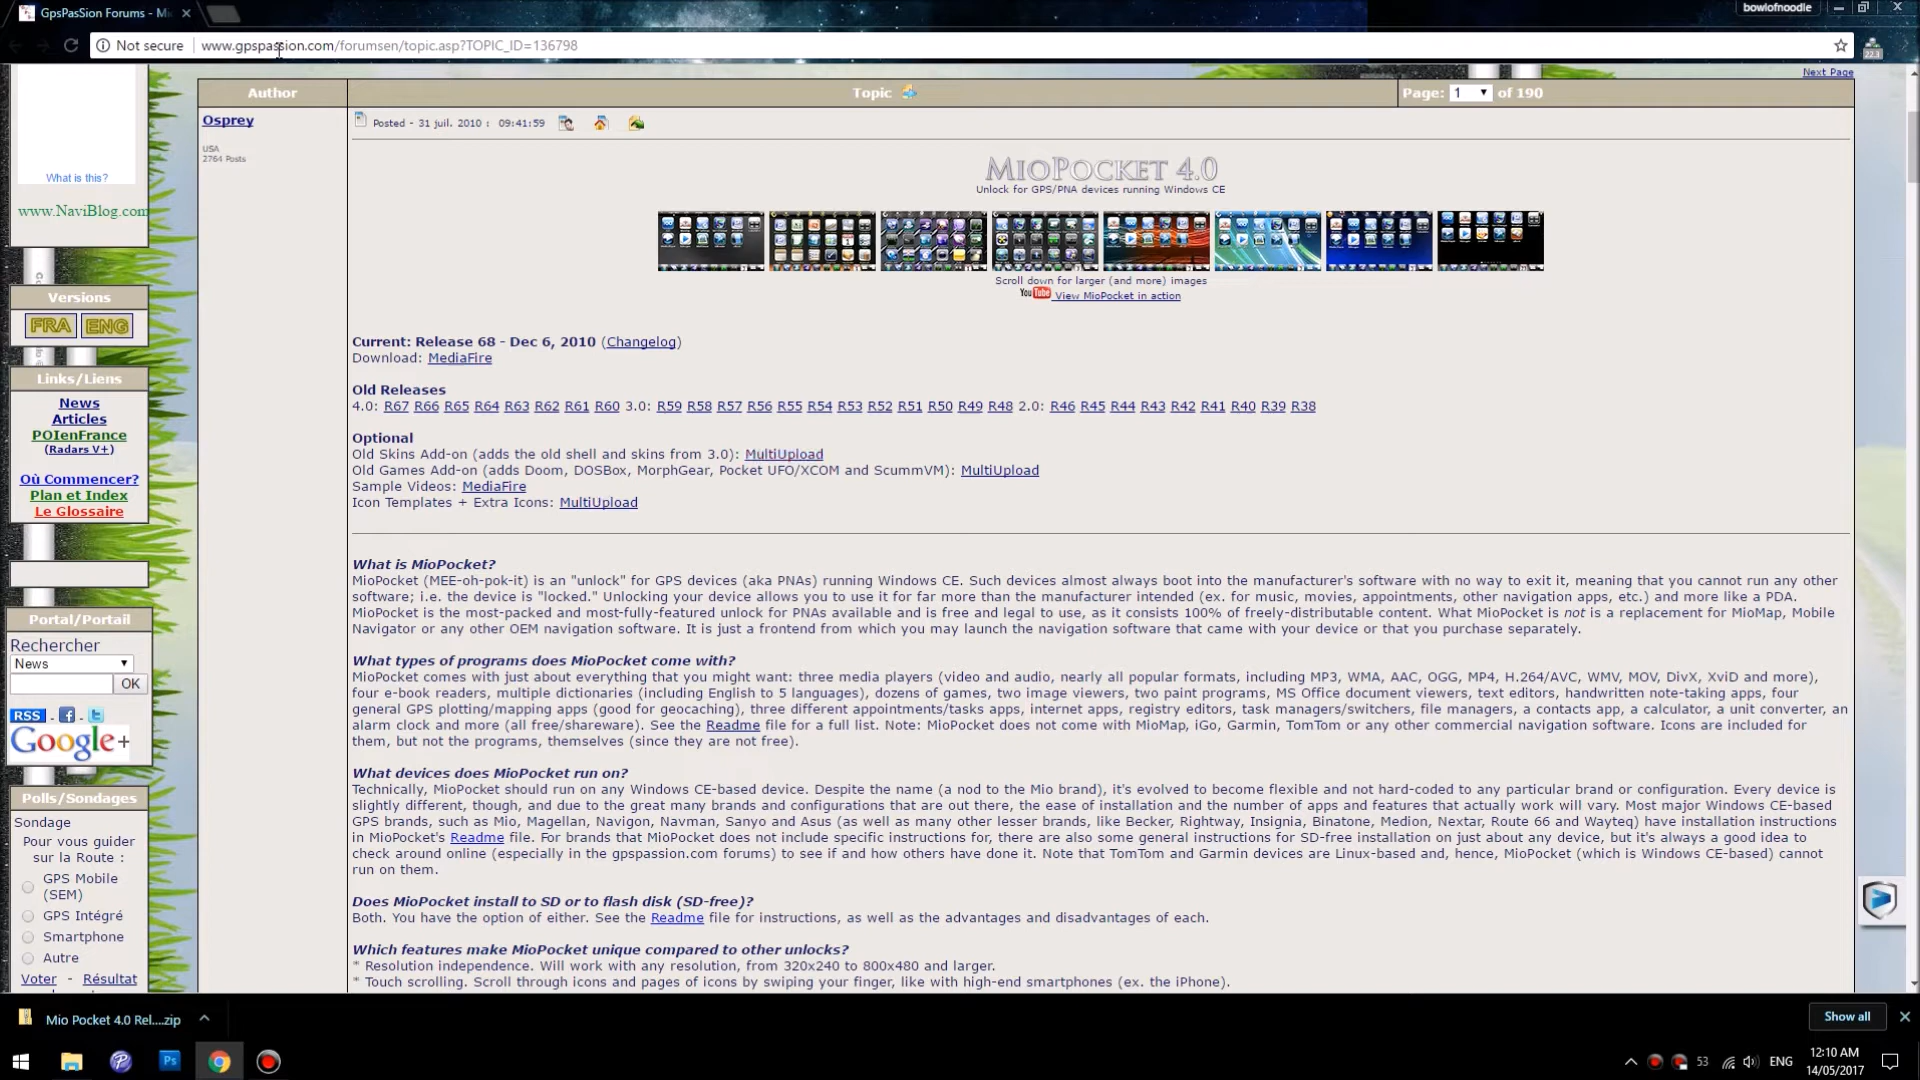 GpsPasSion Forums - Mi
bowlofnoodle
Not secure
www.gpspassion.com/forumsen/topic.asp?TOPIC_ID=136798
22.3
Next Page
Author
Topic
Page: 1 of 190
Osprey
USA
2764 Posts
Posted - 31 juil. 2010 : 09:41:59
MioPocket 4.0
Unlock for GPS/PNA devices running Windows CE
Scroll down for larger (and more) images
YouTube View MioPocket in action
Current: Release 68 - Dec 6, 2010 (Changelog)
Download: MediaFire
Old Releases
4.0: R67 R66 R65 R64 R63 R62 R61 R60 3.0: R59 R58 R57 R56 R55 R54 R53 R52 R51 R50 R49 R48 2.0: R46 R45 R44 R43 R42 R41 R40 R39 R38
Optional
Old Skins Add-on (adds the old shell and skins from 3.0): MultiUpload
Old Games Add-on (adds Doom, DOSBox, MorphGear, Pocket UFO/XCOM and ScummVM): MultiUpload
Sample Videos: MediaFire
Icon Templates + Extra Icons: MultiUpload
What is MioPocket?
MioPocket (MEE-oh-pok-it) is an "unlock" for GPS devices (aka PNAs) running Windows CE. Such devices almost always boot into the manufacturer's software with no way to exit it, meaning that you cannot run any other
software; i.e. the device is "locked." Unlocking your device allows you to use it for far more than the manufacturer intended (ex. for music, movies, appointments, other navigation apps, etc.) and more like a PDA.
MioPocket is the most-packed and most-fully-featured unlock for PNAs available and is free and legal to use, as it consists 100% of freely-distributable content. What MioPocket is not is a replacement for MioMap, Mobile
Navigator or any other OEM navigation software. It is just a frontend from which you may launch the navigation software that came with your device or that you purchase separately.
What types of programs does MioPocket come with?
MioPocket comes with just about everything that you might want: three media players (video and audio, nearly all popular formats, including MP3, WMA, AAC, OGG, MP4, H.264/AVC, WMV, MOV, DivX, XviD and more),
four e-book readers, multiple dictionaries (including English to 5 languages), dozens of games, two image viewers, two paint programs, MS Office document viewers, text editors, handwritten note-taking apps, four
general GPS plotting/mapping apps (good for geocaching), three different appointments/tasks apps, internet apps, registry editors, task managers/switchers, file managers, a contacts app, a calculator, a unit converter, an
alarm clock and more (all free/shareware). See the Readme file for a full list. Note: MioPocket does not come with MioMap, iGo, Garmin, TomTom or any other commercial navigation software. Icons are included for
them, but not the programs, themselves (since they are not free).
What devices does MioPocket run on?
Technically, MioPocket should run on any Windows CE-based device. Despite the name (a nod to the Mio brand), it's evolved to become flexible and not hard-coded to any particular brand or configuration. Every device is
slightly different, though, and due to the great many brands and configurations that are out there, the ease of installation and the number of apps and features that actually work will vary. Most major Windows CE-based
GPS brands, such as Mio, Magellan, Navigon, Navman, Sanyo and Asus (as well as many other lesser brands, like Becker, Rightway, Insignia, Binatone, Medion, Nextar, Route 66 and Wayteq) have installation instructions
in MioPocket's Readme file. For brands that MioPocket does not include specific instructions for, there are also some general instructions for SD-free installation on just about any device, but it's always a good idea to
check around online (especially in the gpspassion.com forums) to see if and how others have done it. Note that TomTom and Garmin devices are Linux-based and, hence, MioPocket (which is Windows CE-based) cannot
run on them.
Does MioPocket install to SD or to flash disk (SD-free)?
Both. You have the option of either. See the Readme file for instructions, as well as the advantages and disadvantages of each.
Which features make MioPocket unique compared to other unlocks?
* Resolution independence. Will work with any resolution, from 320x240 to 800x480 and larger.
* Touch scrolling. Scroll through icons and pages of icons by swiping your finger, like with high-end smartphones (ex. the iPhone).
What is this?
www.NaviBlog.com
Versions
FRA ENG
Links/Liens
News
Articles
POIenFrance
(Radars V+)
Où Commencer?
Plan et Index
Le Glossaire
Portal/Portail
Rechercher
News
OK
RSS - -
Google+
Polls/Sondages
Sondage
Pour vous guider
sur la Route :
GPS Mobile
(SEM)
GPS Intégré
Smartphone
Autre
Voter - Résultat
Mio Pocket 4.0 Rel....zip
Show all
Ps
53
ENG
12:10 AM
14/05/2017